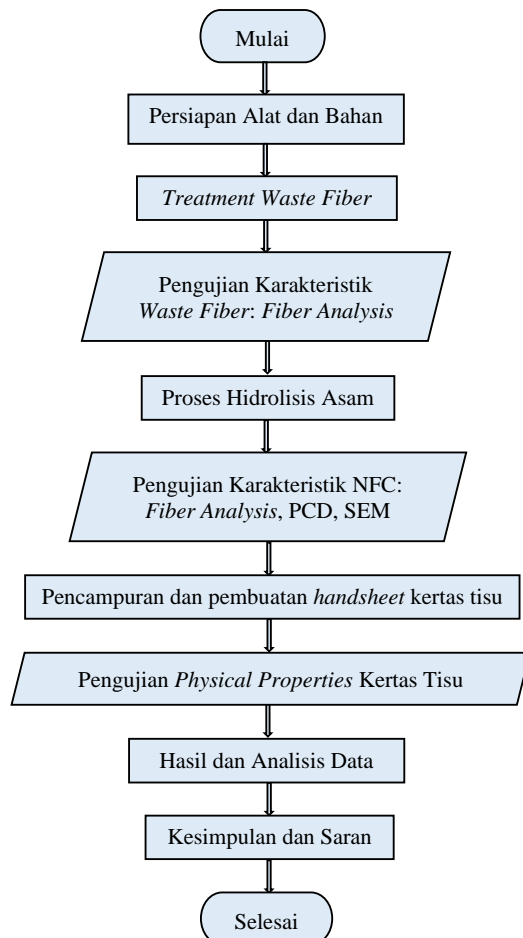 Mulai
Persiapan Alat dan Bahan
Treatment Waste Fiber
Pengujian Karakteristik
Waste Fiber: Fiber Analysis
Proses Hidrolisis Asam
Pengujian Karakteristik NFC:
Fiber Analysis, PCD, SEM
Pencampuran dan pembuatan handsheet kertas tisu
Pengujian Physical Properties Kertas Tisu
Hasil dan Analisis Data
Kesimpulan dan Saran
Selesai